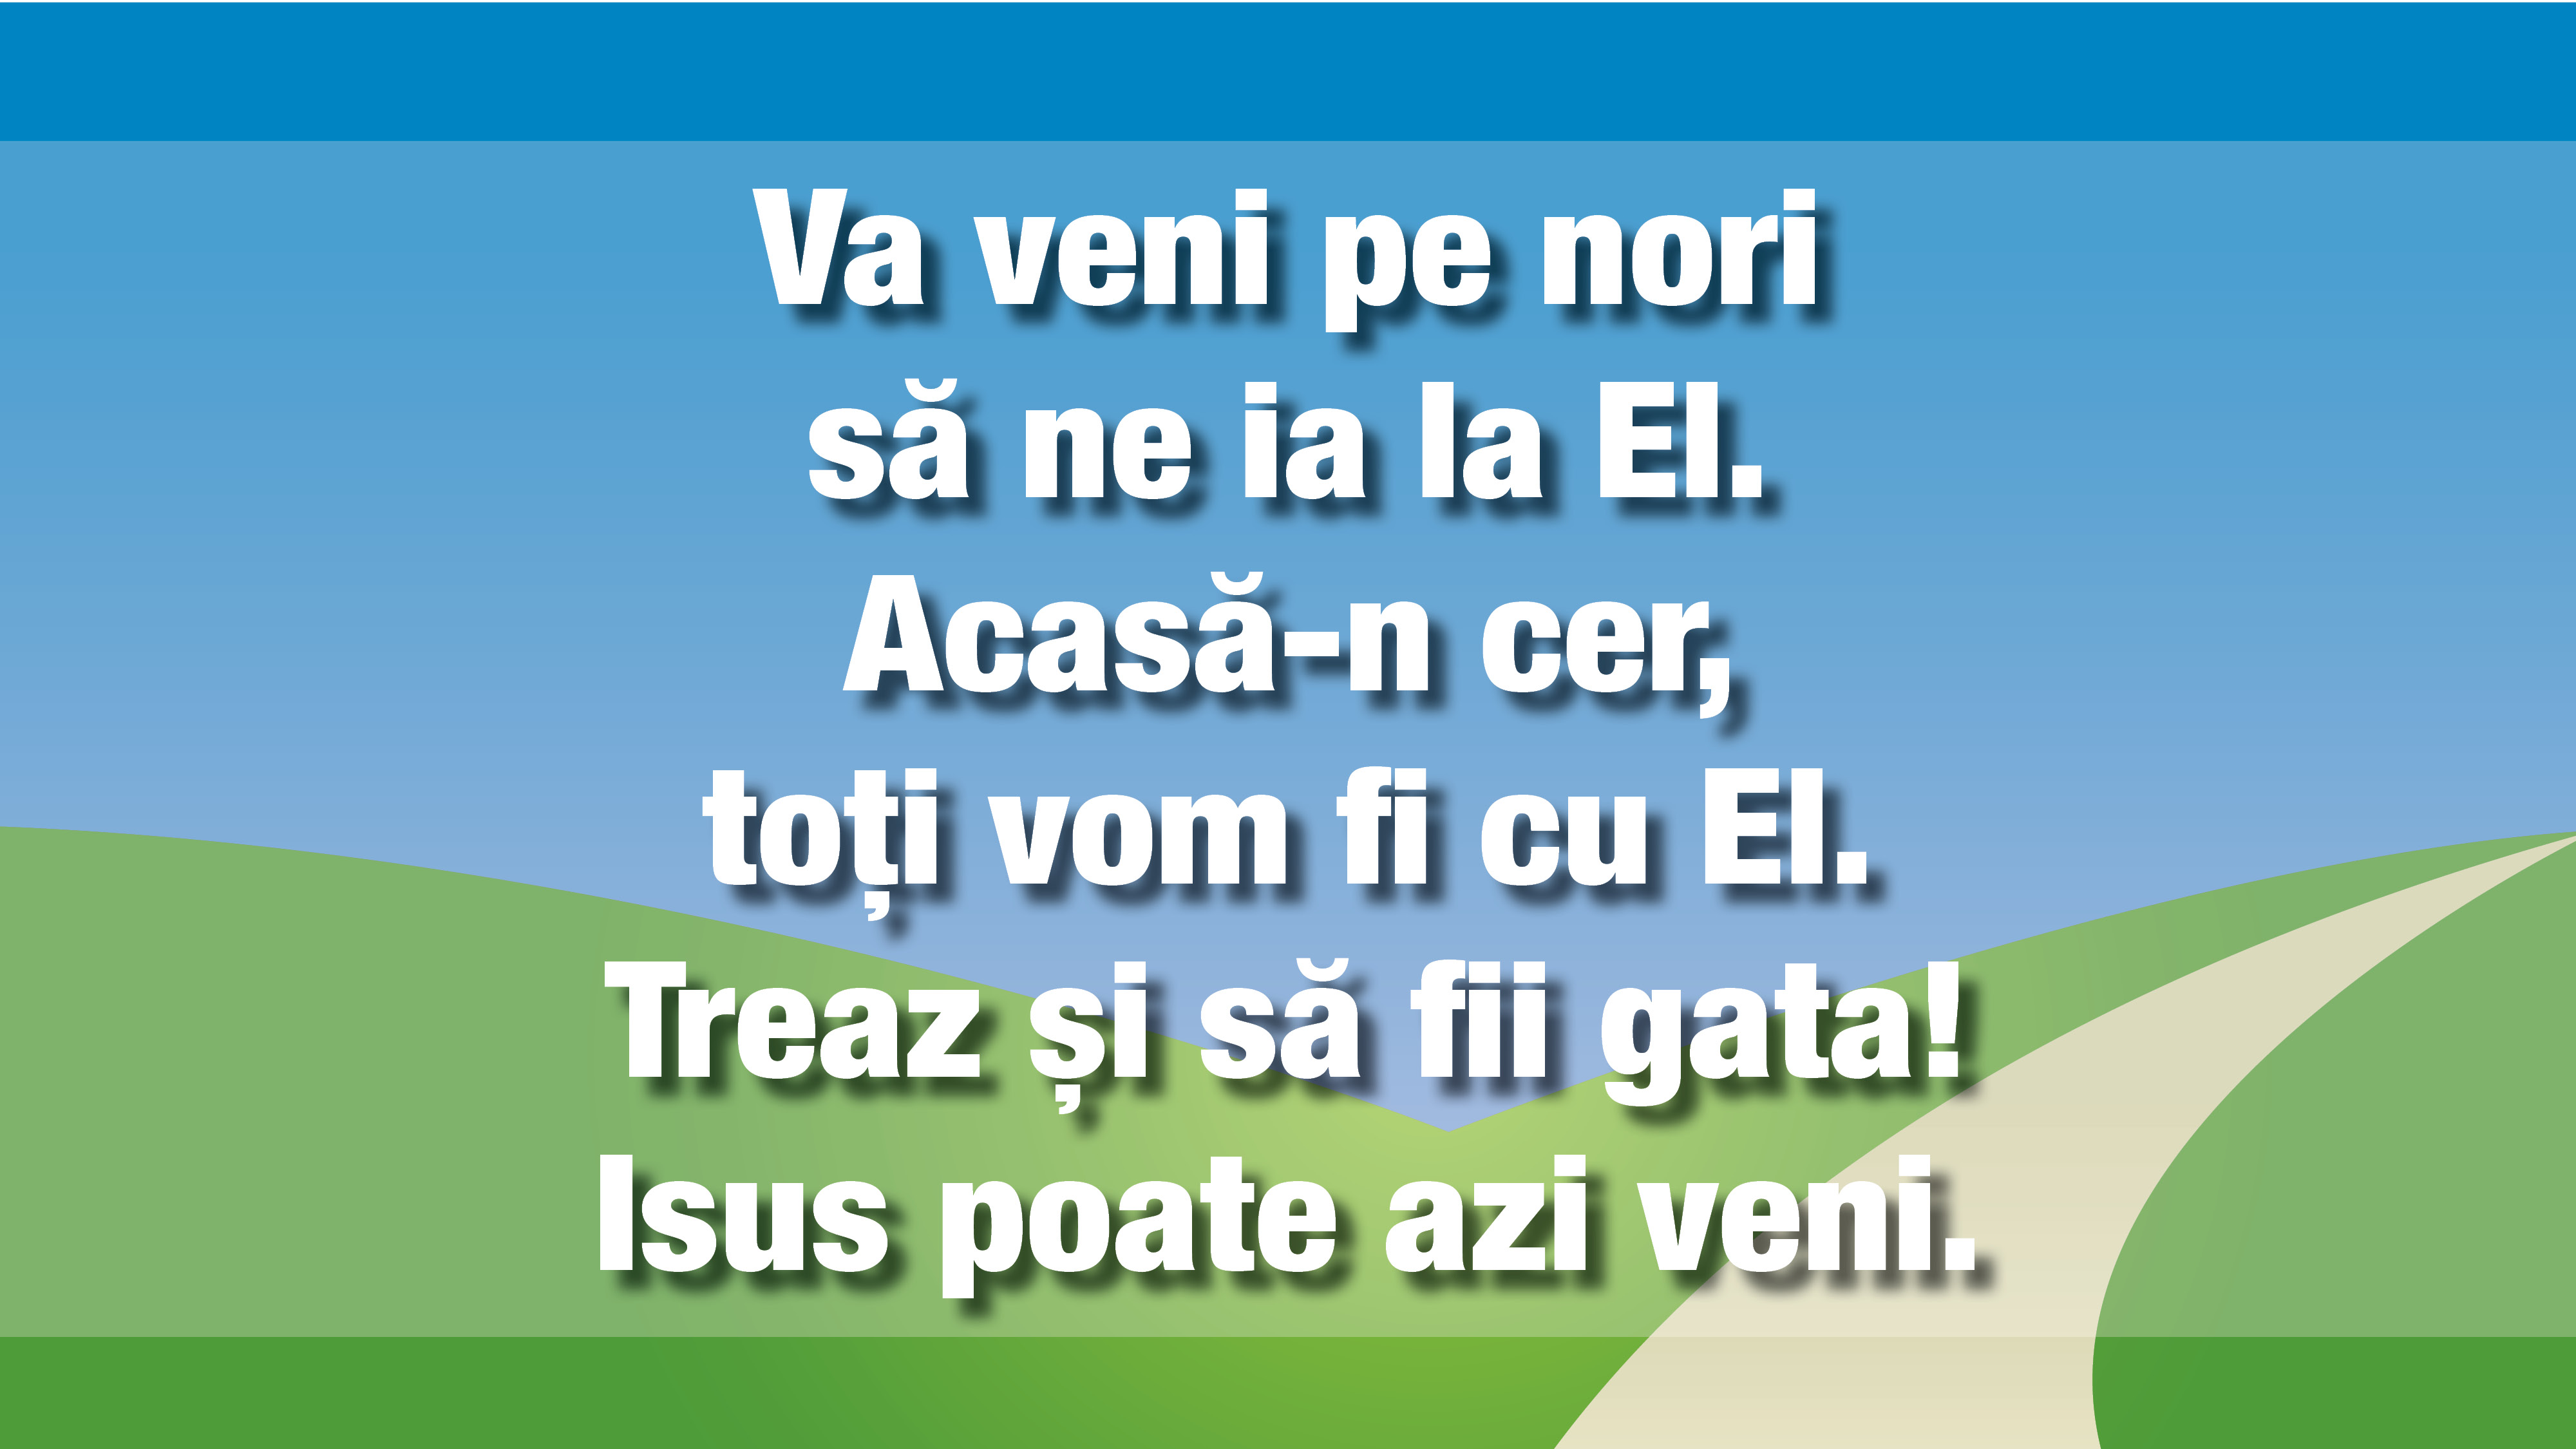 Va veni pe nori
să ne ia la El.
Acasă-n cer,
toți vom fi cu El.
Treaz și să fii gata!
Isus poate azi veni.